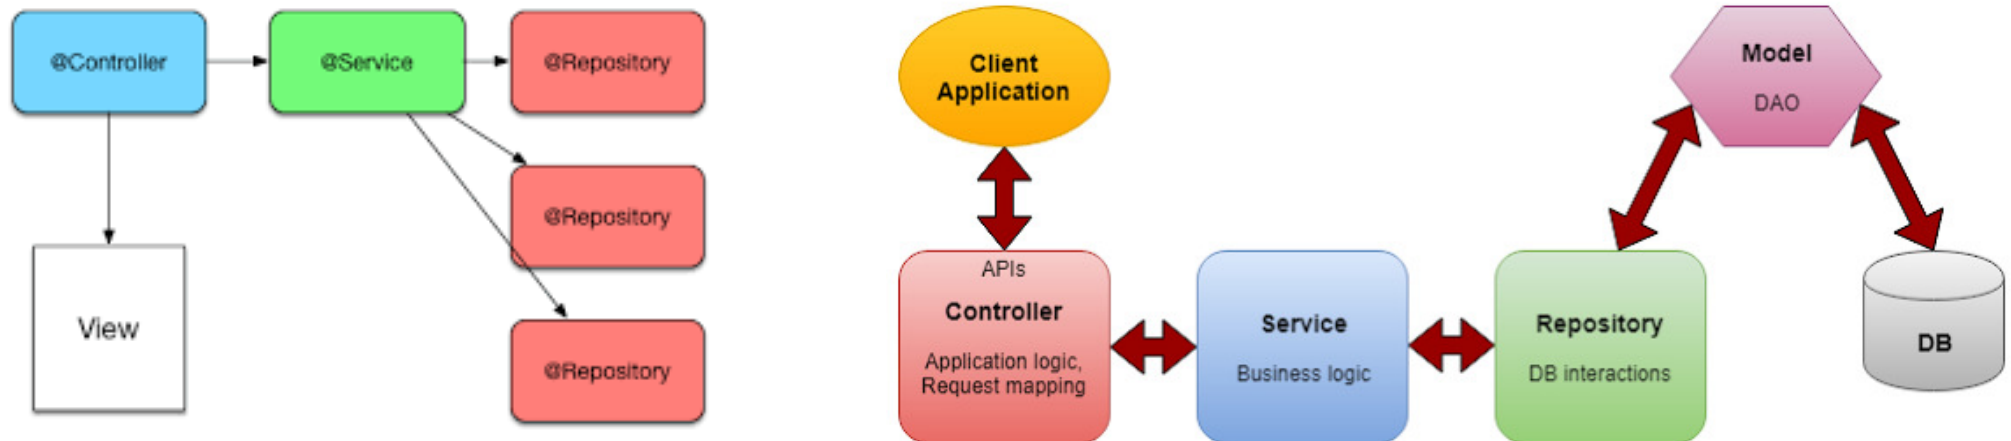 @Controller
@Service
@Repository
@Repository
@Repository
View
Client
Application
APIs
Controller
Application logic,
Request mapping
Service
Business logic
Repository
DB interactions
Model
DAO
DB